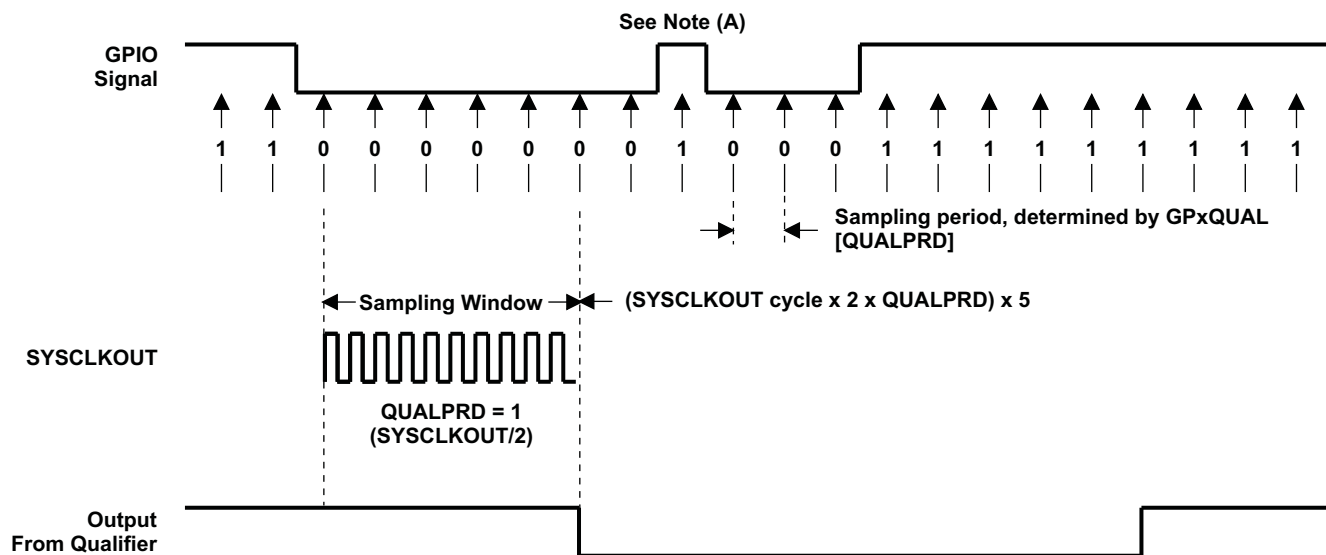 See Note (A)
GPIO
Signal
1 1 0 0 0 0 0 0 0 1 0 0 0 1 1 1 1 1 1 1 1 1
Sampling period, determined by GPxQUAL
[QUALPRD]
Sampling Window
(SYSCLKOUT cycle x 2 x QUALPRD) x 5
SYSCLKOUT
QUALPRD = 1
(SYSCLKOUT/2)
Output
From Qualifier